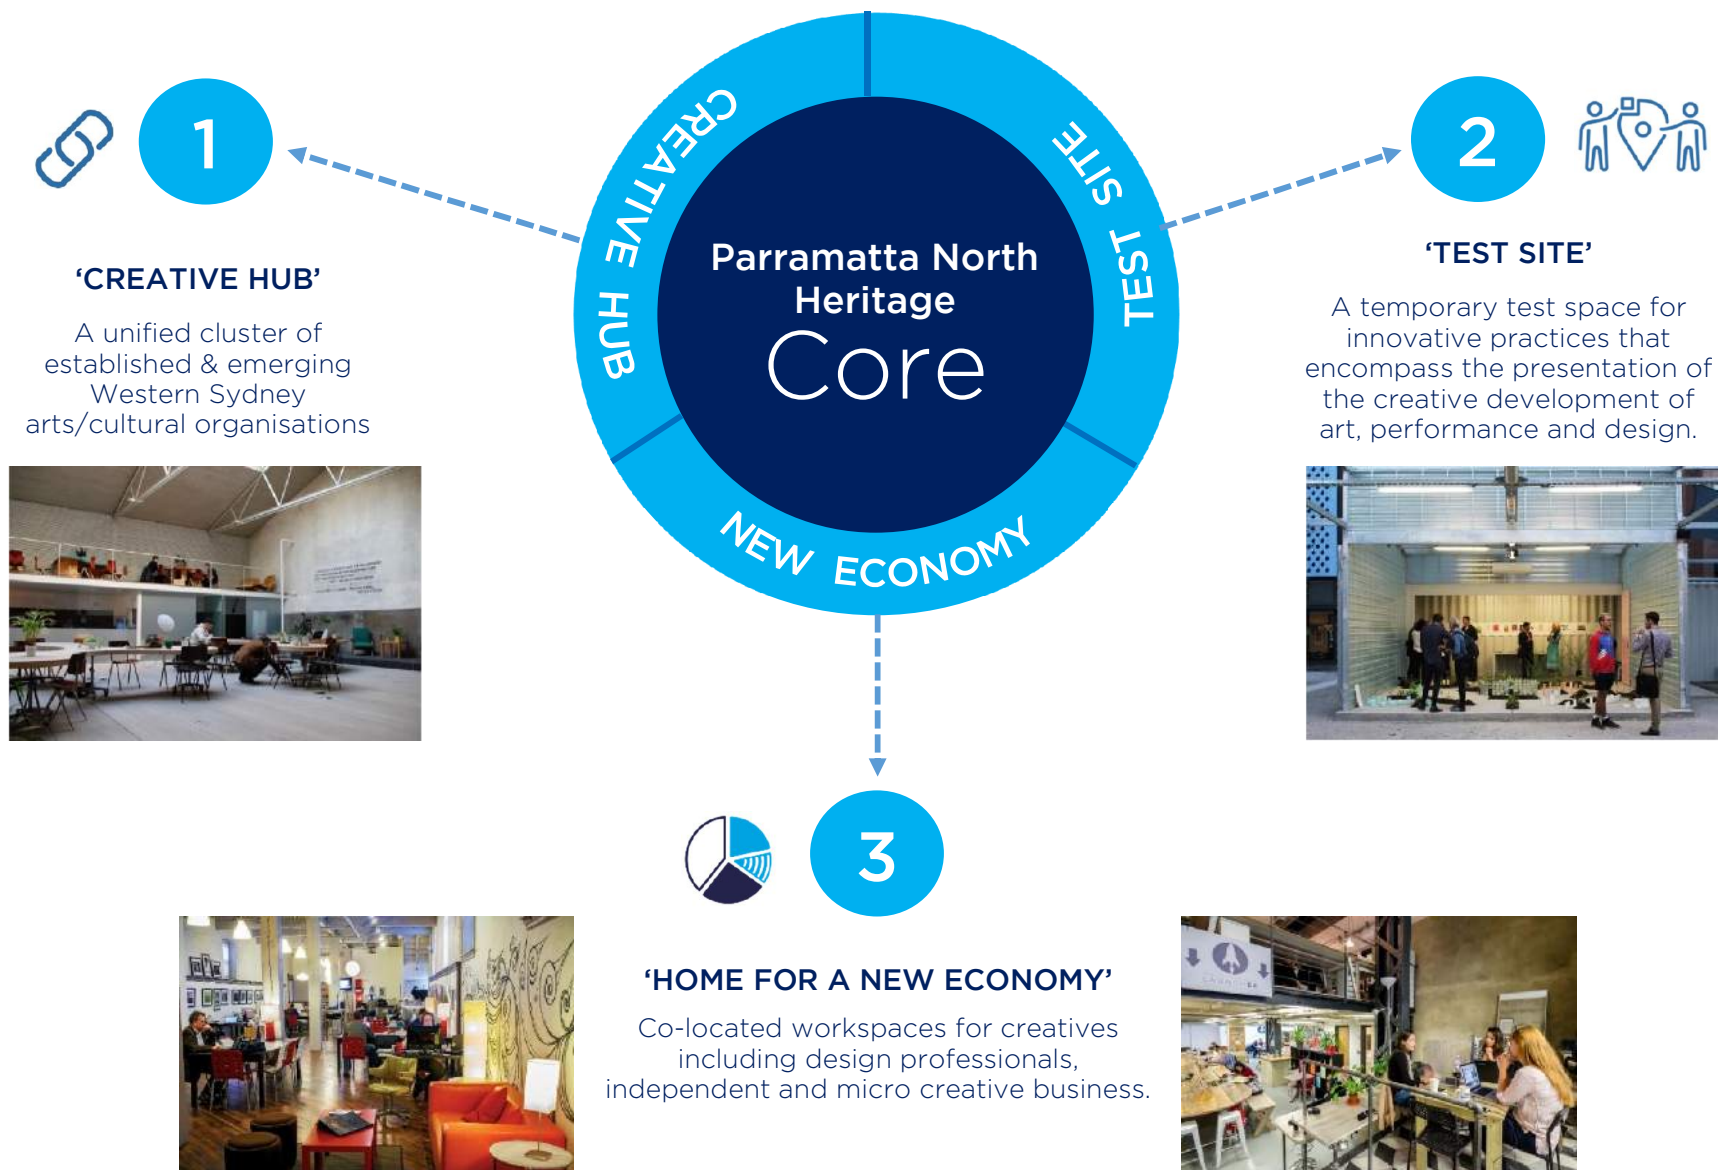 CREATIVE HUB
TEST SITE
NEW ECONOMY
Parramatta North
Heritage
Core
1
‘CREATIVE HUB’
A unified cluster of
established & emerging
Western Sydney
arts/cultural organisations
2
‘TEST SITE’
A temporary test space for
innovative practices that
encompass the presentation of
the creative development of
art, performance and design.
3
‘HOME FOR A NEW ECONOMY’
Co-located workspaces for creatives
including design professionals,
independent and micro creative business.